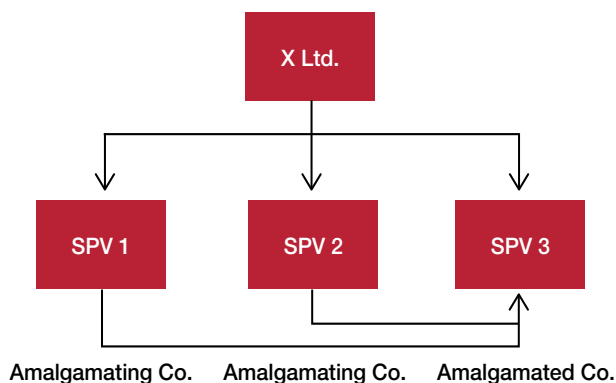 X Ltd.
SPV 1 SPV 2 SPV 3
Amalgamating Co. Amalgamating Co. Amalgamated Co.